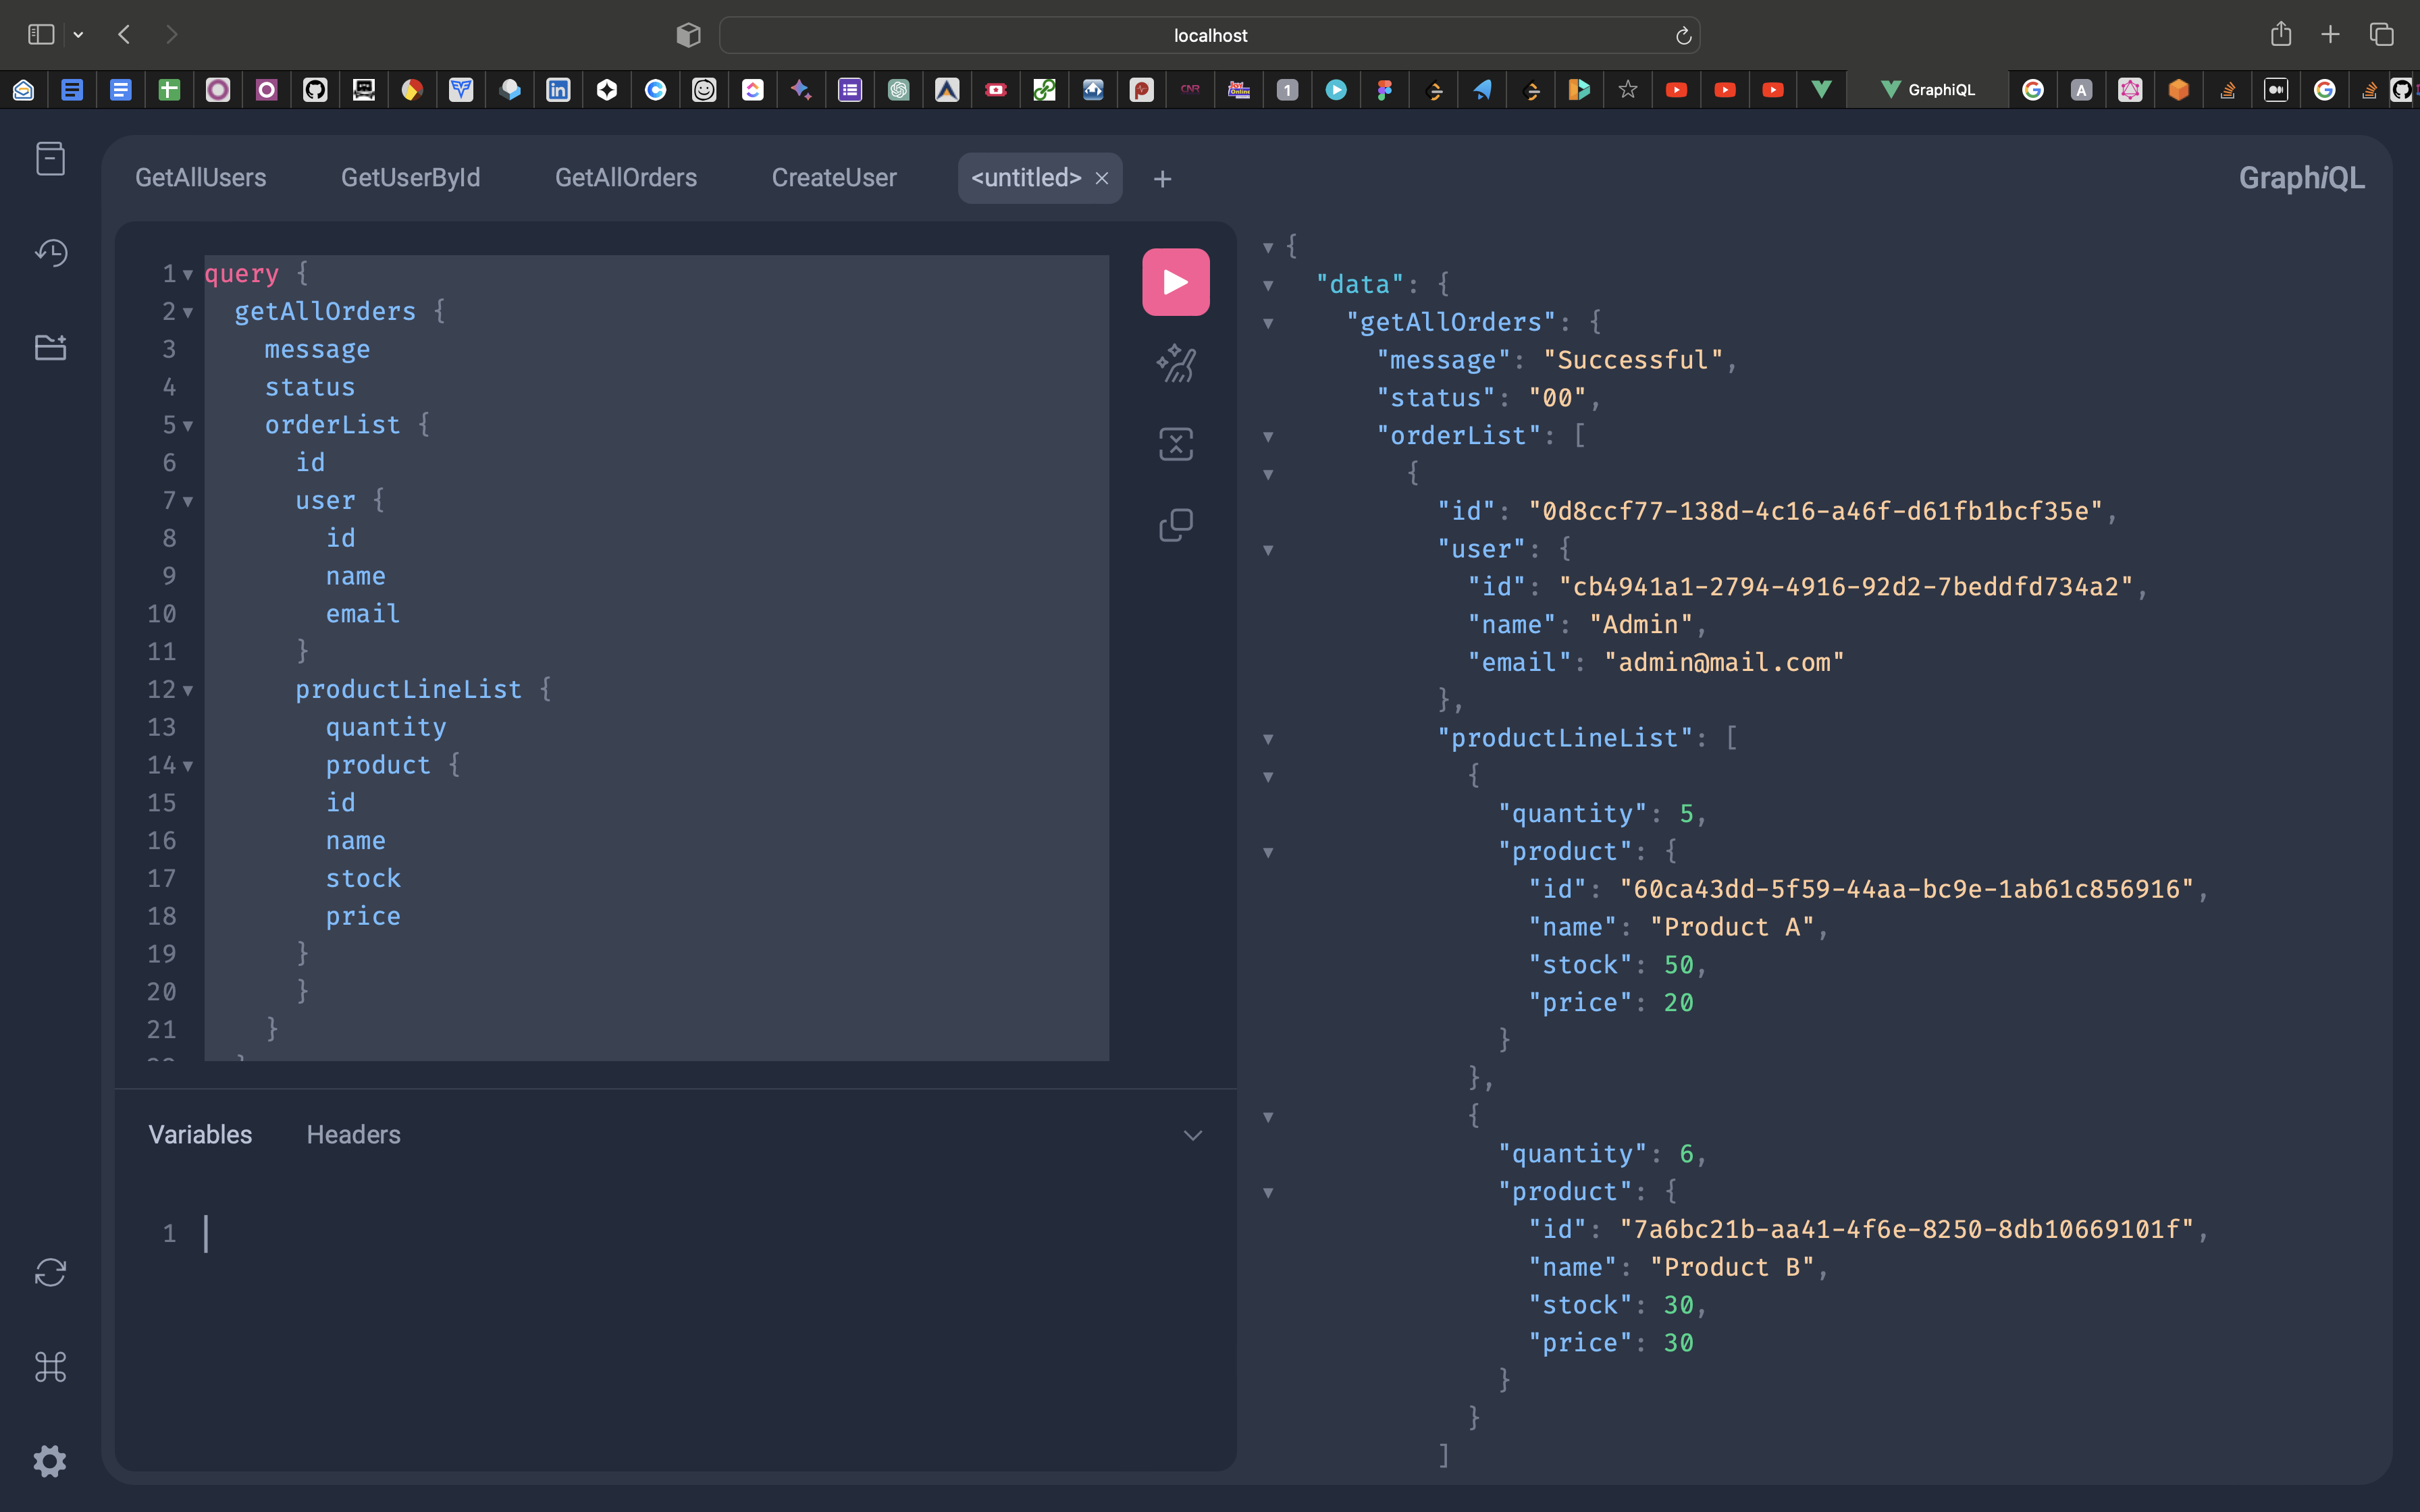 localhost
CNR
1
GraphiQL
A
GetAllUsers
GetUserById
GetAllOrders
CreateUser
<untitled>
GraphiQL
1 query {
2 getAllOrders {
3 message
4 status
5 orderList {
6 id
7 user {
8 id
9 name
10 email
11 }
12 productLineList {
13 quantity
14 product {
15 id
16 name
17 stock
18 price
19 }
20 }
21 }
Variables
Headers
1
{
"data": {
"getAllOrders": {
"message": "Successful",
"status": "00",
"orderList": [
{
"id": "0d8ccf77-138d-4c16-a46f-d61fb1bcf35e",
"user": {
"id": "cb4941a1-2794-4916-92d2-7beddfd734a2",
"name": "Admin",
"email": "admin@mail.com"
},
"productLineList": [
{
"quantity": 5,
"product": {
"id": "60ca43dd-5f59-44aa-bc9e-1ab61c856916",
"name": "Product A",
"stock": 50,
"price": 20
}
},
{
"quantity": 6,
"product": {
"id": "7a6bc21b-aa41-4f6e-8250-8db10669101f",
"name": "Product B",
"stock": 30,
"price": 30
}
}
]